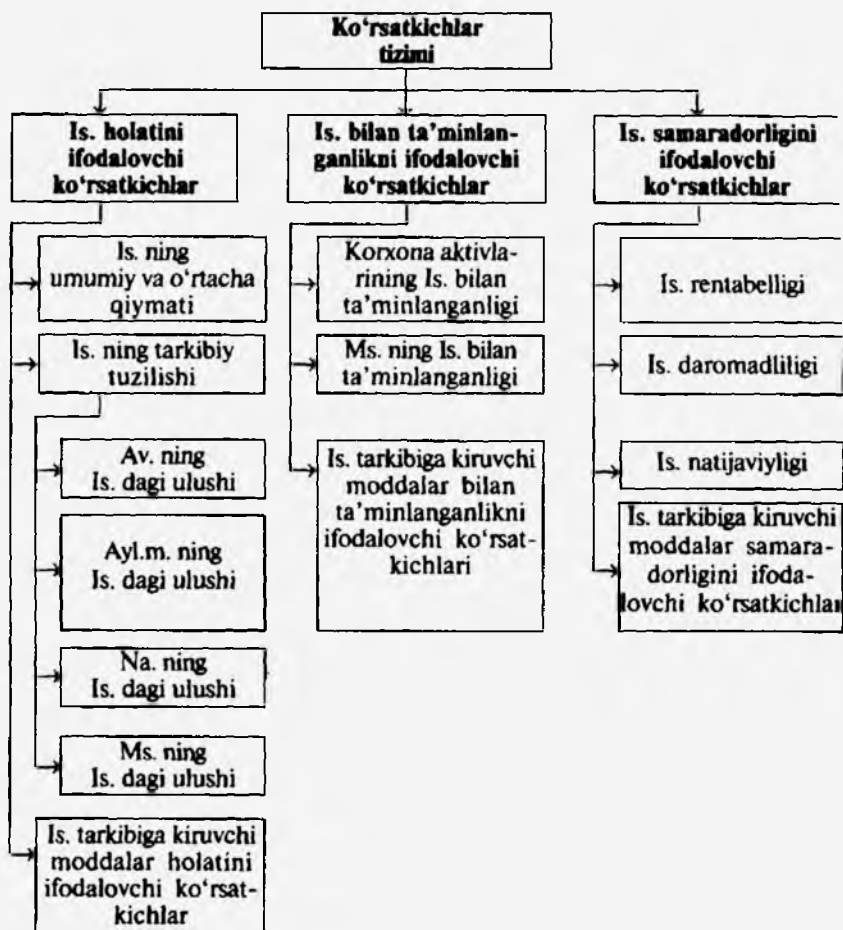 Ko‘rsatkichlar
tizimi
Is. holatini
ifodalovchi
ko‘rsatkichlar
Is. ning
umumiy va o‘rtacha
qiymati
Is. ning tarkibiy
tuzilishi
Av. ning
Is. dagi ulushi
Ayl.m. ning
Is. dagi ulushi
Na. ning
Is. dagi ulushi
Ms. ning
Is. dagi ulushi
Is. tarkibiga kiruvchi
moddalar holatini
ifodalovchi ko‘rsat-
kichlar
Is. bilan ta’minlan-
ganlikni ifodalovchi
ko‘rsatkichlar
Korxona aktivla-
rining Is. bilan
ta’minlanganligi
Ms. ning Is. bilan
ta’minlanganligi
Is. tarkibiga kiruvchi
moddalar bilan
ta’minlanganlikni
ifodalovchi ko‘rsat-
kichlari
Is. samaradorligini
ifodalovchi
ko‘rsatkichlar
Is. rentabelligi
Is. daromadliligi
Is. natijaviyligi
Is. tarkibiga kiruvchi
moddalar samara-
dorligini ifoda-
lovchi ko‘rsatkichlar